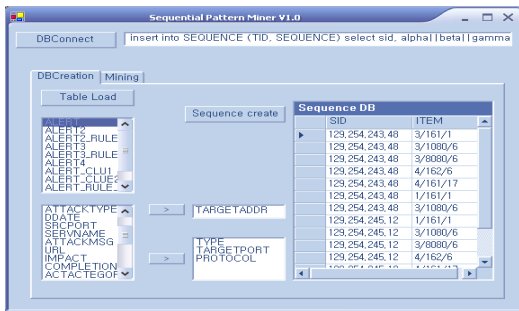 Sequential Pattern Miner V1.0
DBConnect
insert into SEQUENCE (TID, SEQUENCE) select sid, alpha||beta||gamma
DBCreation
Mining
Table Load
Sequence create
ALERT
ALERT2
ALERT2_RULE
ALERT3
ALERT3_RULE
ALERT4
ALERT_CLU1
ALERT_CLUE2
ALERT_RULE_
ATTACKTYPE
DDATE
SRCPORT
SERVNAME
ATTACKMSG
URL
IMPACT
COMPLETION
ACTACTEGOR
>
TARGETADDR
>
TYPE
TARGETPORT
PROTOCOL
Sequence DB
SID ITEM
129,254,243,48 3/161/1
129,254,243,48 3/1080/6
129,254,243,48 3/8080/6
129,254,243,48 4/162/6
129,254,243,48 4/161/17
129,254,243,48 1/161/1
129,254,243,48 3/1080/6
129,254,245,12 1/161/1
129,254,245,12 3/1080/6
129,254,245,12 3/8080/6
129,254,245,12 4/162/6